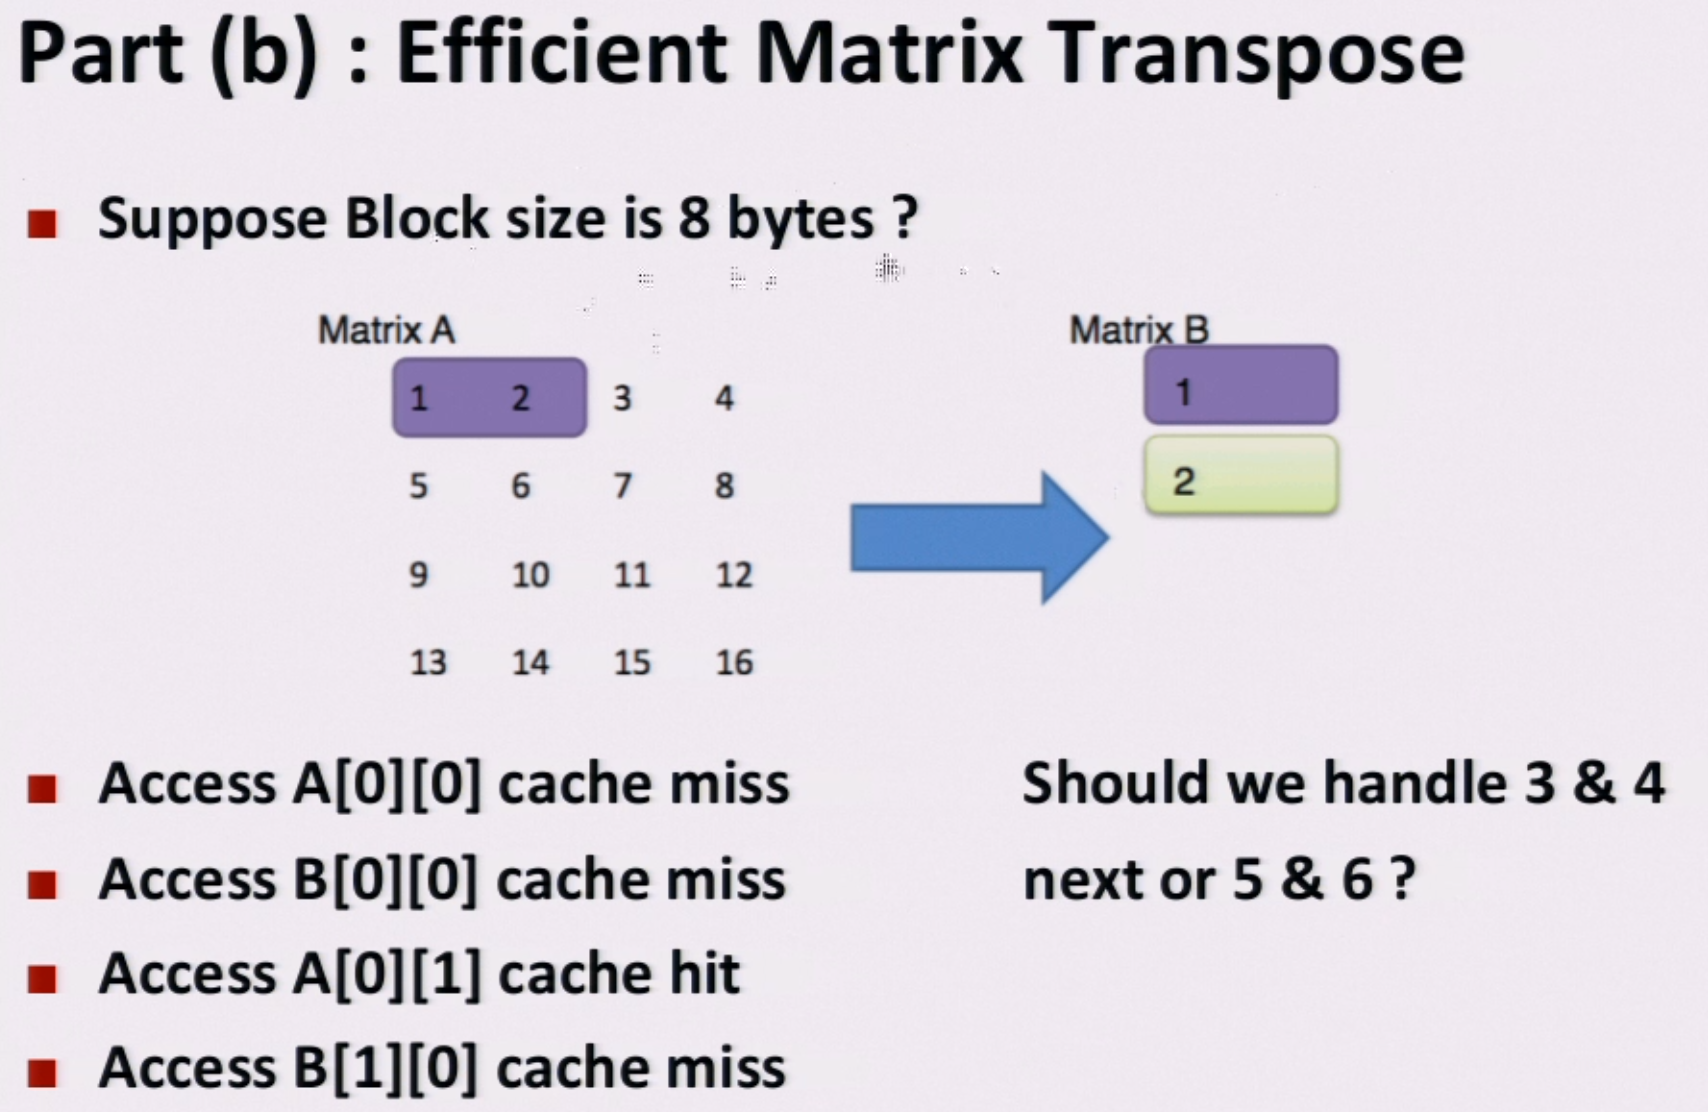 Part (b) : Efficient Matrix Transpose
Suppose Block size is 8 bytes ?
Matrix A
1 2 3 4
5 6 7 8
9 10 11 12
13 14 15 16
Matrix B
1
2
Access A[0][0] cache miss
Access B[0][0] cache miss
Access A[0][1] cache hit
Access B[1][0] cache miss
Should we handle 3 & 4
next or 5 & 6 ?